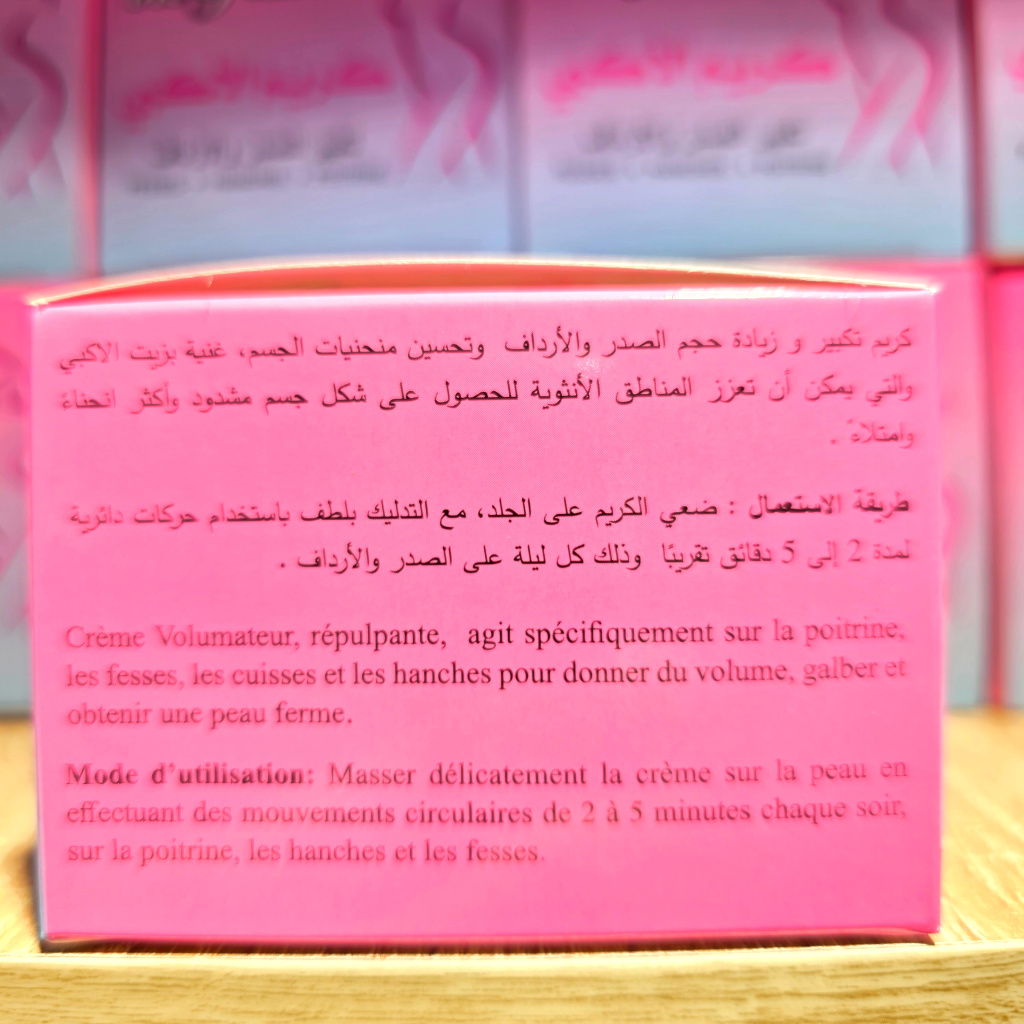 كريم الاكبي
كريم الاكبي
كريم تكبير و زيادة حجم الصدر والأرداف وتحسين منحنيات الجسم، غنية بزيت الاكبي
والتي يمكن أن تعزز المناطق الأنثوية للحصول على شكل جسم مشدود وأكثر انحناءً
وامتلاءً .
طريقة الاستعمال : ضعي الكريم على الجلد، مع التدليك بلطف باستخدام حركات دائرية
لمدة 2 إلى 5 دقائق تقريبًا وذلك كل ليلة على الصدر والأرداف .
Crème Volumateur, répulpante, agit spécifiquement sur la poitrine,
les fesses, les cuisses et les hanches pour donner du volume, galber et
obtenir une peau ferme.
Mode d'utilisation: Masser délicatement la crème sur la peau en
effectuant des mouvements circulaires de 2 à 5 minutes chaque soir,
sur la poitrine, les hanches et les fesses.